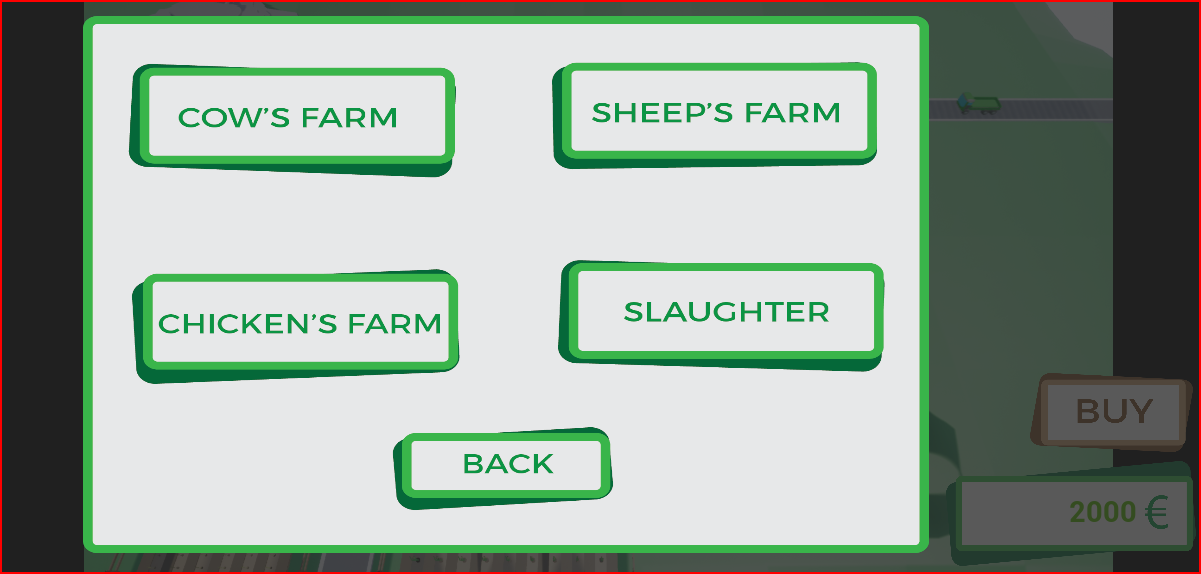 COW'S FARM
SHEEP'S FARM
CHICKEN'S FARM
SLAUGHTER
BACK
BUY
2000 €